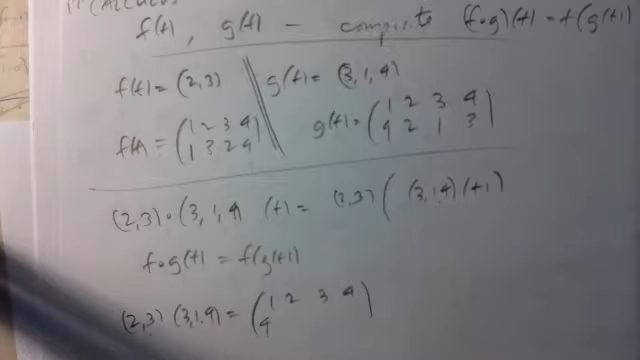 CALCULUS
f(t), g(t) – composite (f∘g)(t) = f(g(t))
f(t) = (2,3) g(t) = (3,1,4)
f(t) = (1 2 3 4 g(t) = (1 2 3 4
1 3 2 4) 4 2 1 3)
(2,3)∘(3,1,4) (t) = (2,3)((3,1,4)(t))
f∘g(t) = f(g(t))
(2,3)(3,1,4) = (1 2 3 4
4 )